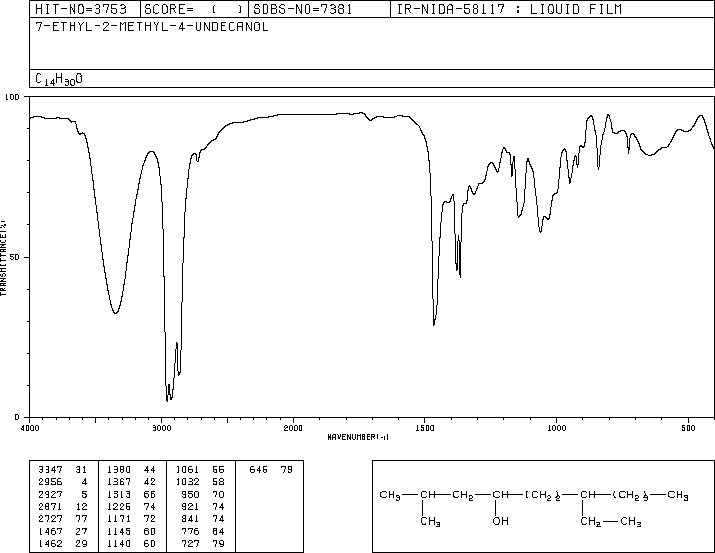 HIT-NO=3753 SCORE= ( ) SDBS-NO=7381 IR-NIDA-58117 : LIQUID FILM
7-ETHYL-2-METHYL-4-UNDECANOL
C14H30O
100
50
0
TRANSMITTANCE(%)
4000 3000 2000 1500 1000 500
WAVENUMBER(-1)
3347 31 1380 44 1061 55 646 79
2956 4 1367 42 1032 58
2927 5 1313 66 950 70
2871 12 1226 74 921 74
2727 77 1171 72 841 74
1467 27 1145 60 776 84
1462 29 1140 60 727 79
CH3—CH—CH2—CH—(CH2)2—CH—(CH2)3—CH3
CH3 OH CH2—CH3